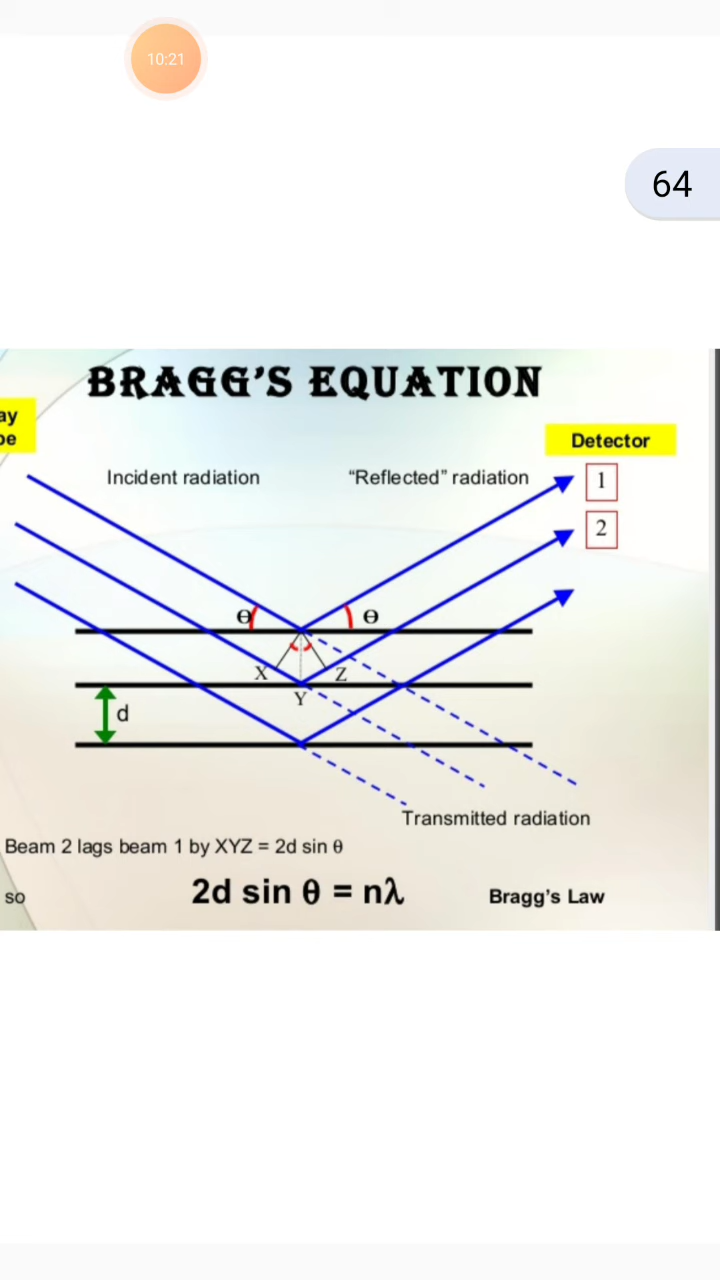 10:21
64
BRAGG'S EQUATION
Detector
Incident radiation
"Reflected" radiation
1
2
Θ
Θ
X
Z
Y
d
Transmitted radiation
Beam 2 lags beam 1 by XYZ = 2d sin θ
so
2d sin θ = nλ
Bragg's Law